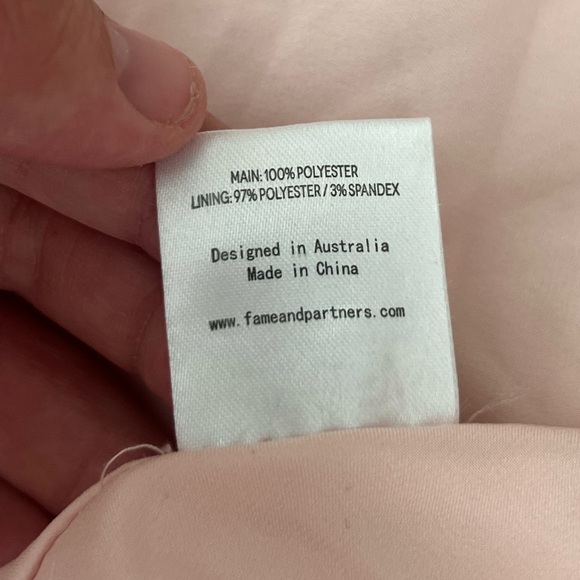 MAIN: 100% POLYESTER
LINING: 97% POLYESTER / 3% SPANDEX
Designed in Australia
Made in China
www.fameandpartners.com